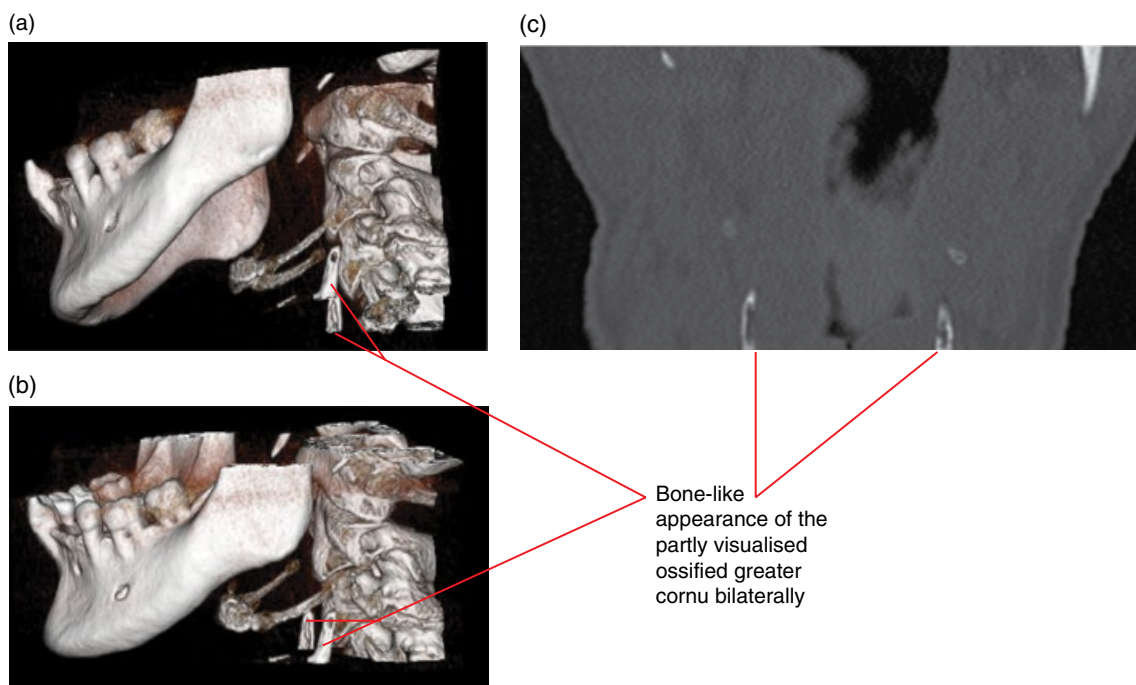 (a)
(c)
(b)
Bone-like
appearance of the
partly visualised
ossified greater
cornu bilaterally